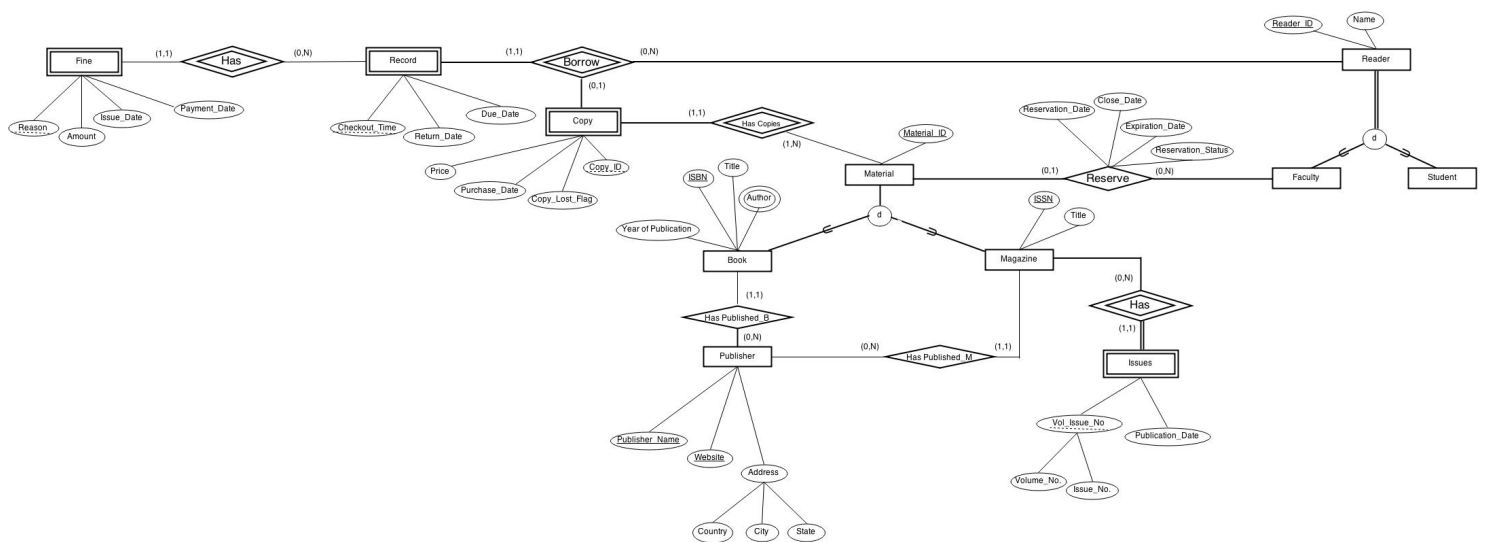 Reader_ID
Name
(1,1)
Has
(0,N)
(1,1)
Borrow
(0,N)
Fine
Record
Reader
(0,1)
Reason
Amount
Issue_Date
Payment_Date
Checkout_Time
Return_Date
Due_Date
Copy
(1,1)
Has Copies
(1,N)
Material_ID
Reservation_Date
Close_Date
Expiration_Date
Reservation_Status
d
Price
Purchase_Date
Copy_Lost_Flag
Copy_ID
Material
(0,1)
Reserve
(0,N)
Faculty
Student
ISBN
Title
Author
Year of Publication
d
ISSN
Title
Book
Magazine
(1,1)
(0,N)
Has Published_B
Has
(0,N)
(1,1)
Publisher
(0,N)
Has Published_M
(1,1)
Issues
Publisher_Name
Website
Address
Country
City
State
Vol_Issue_No
Publication_Date
Volume_No.
Issue_No.